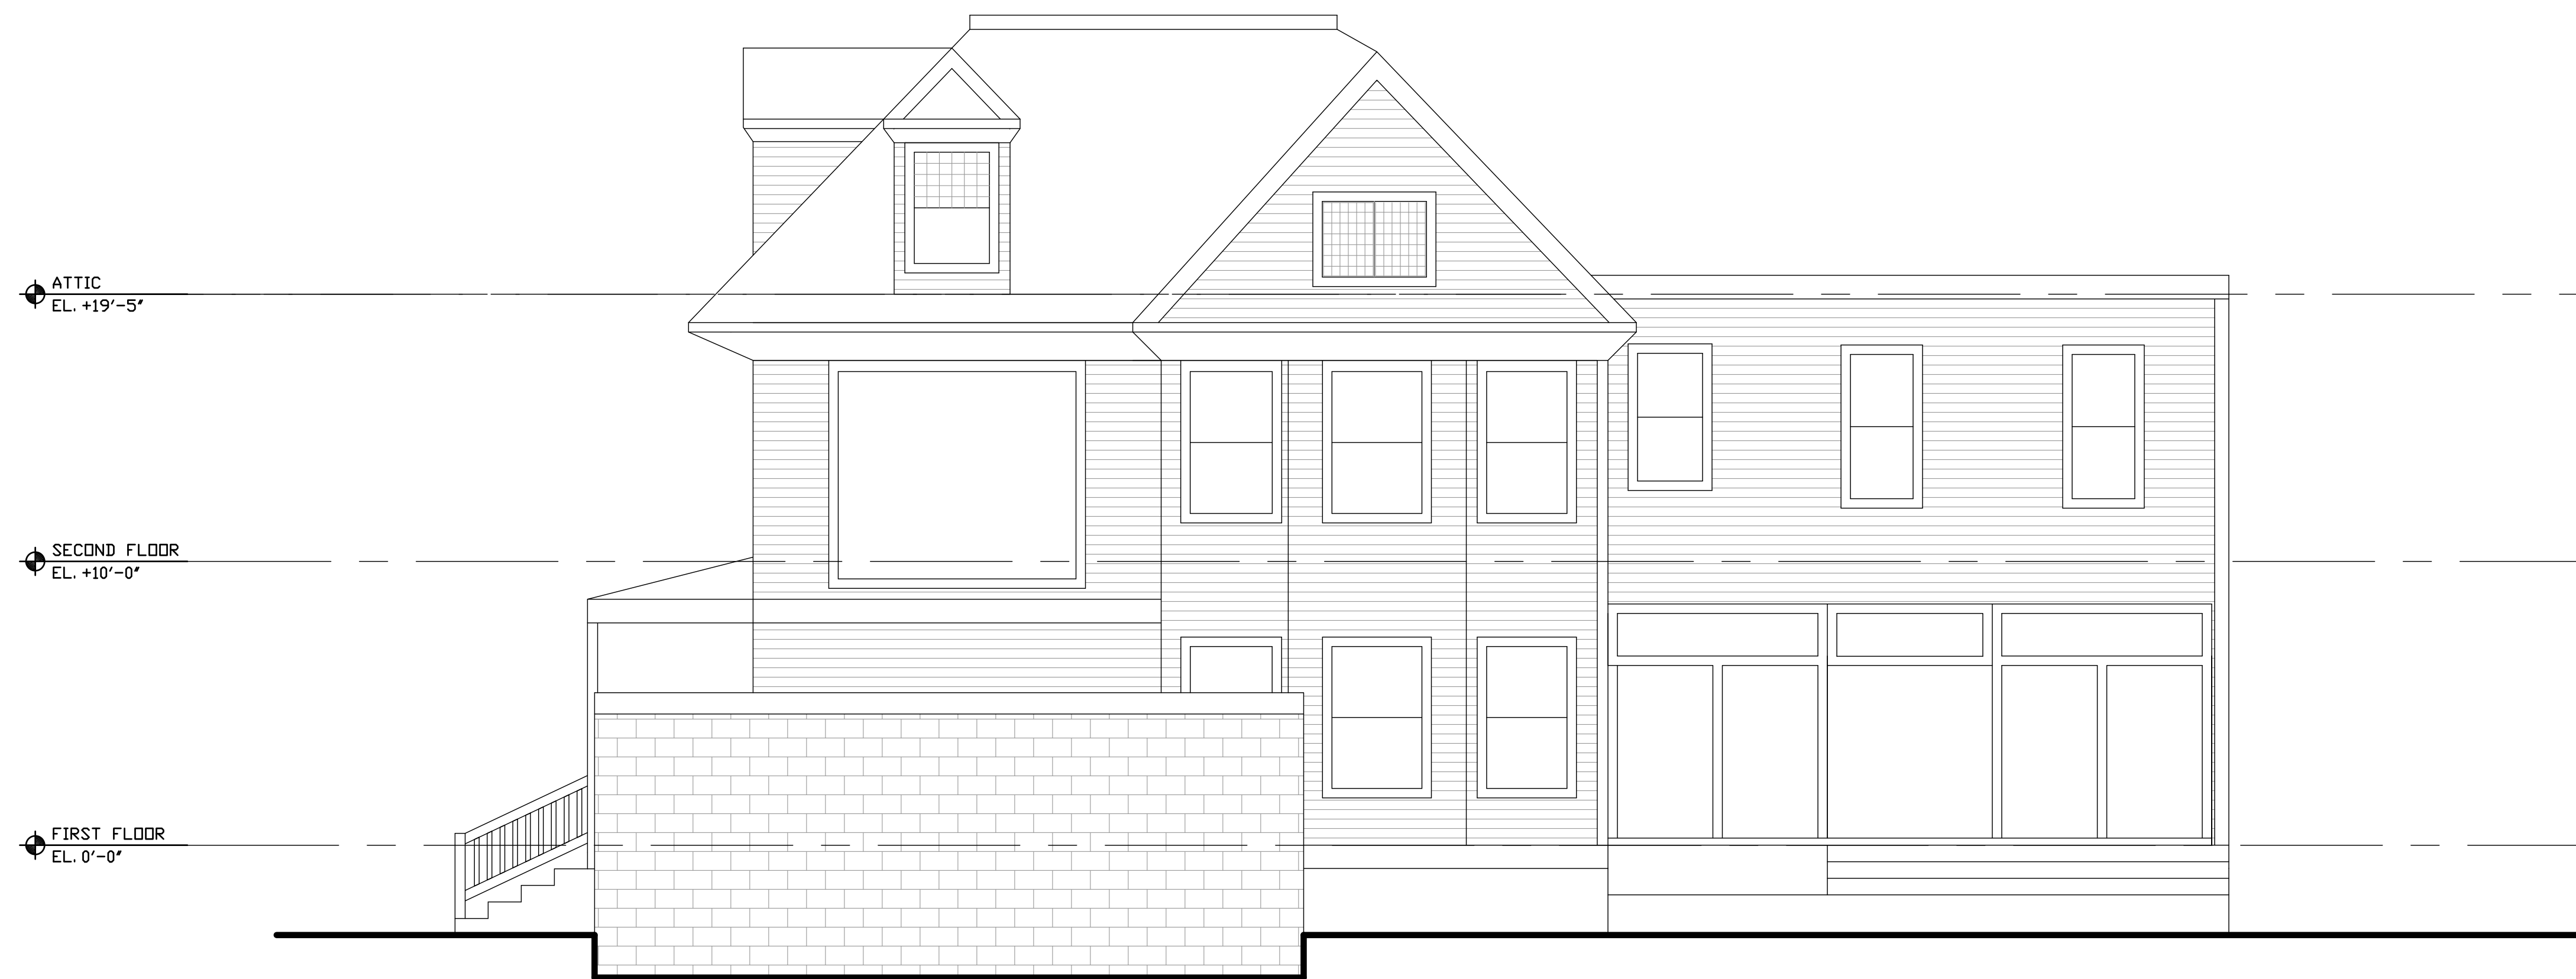 ATTIC
EL. +19'-5"
SECOND FLOOR
EL. +10'-0"
FIRST FLOOR
EL. 0'-0"